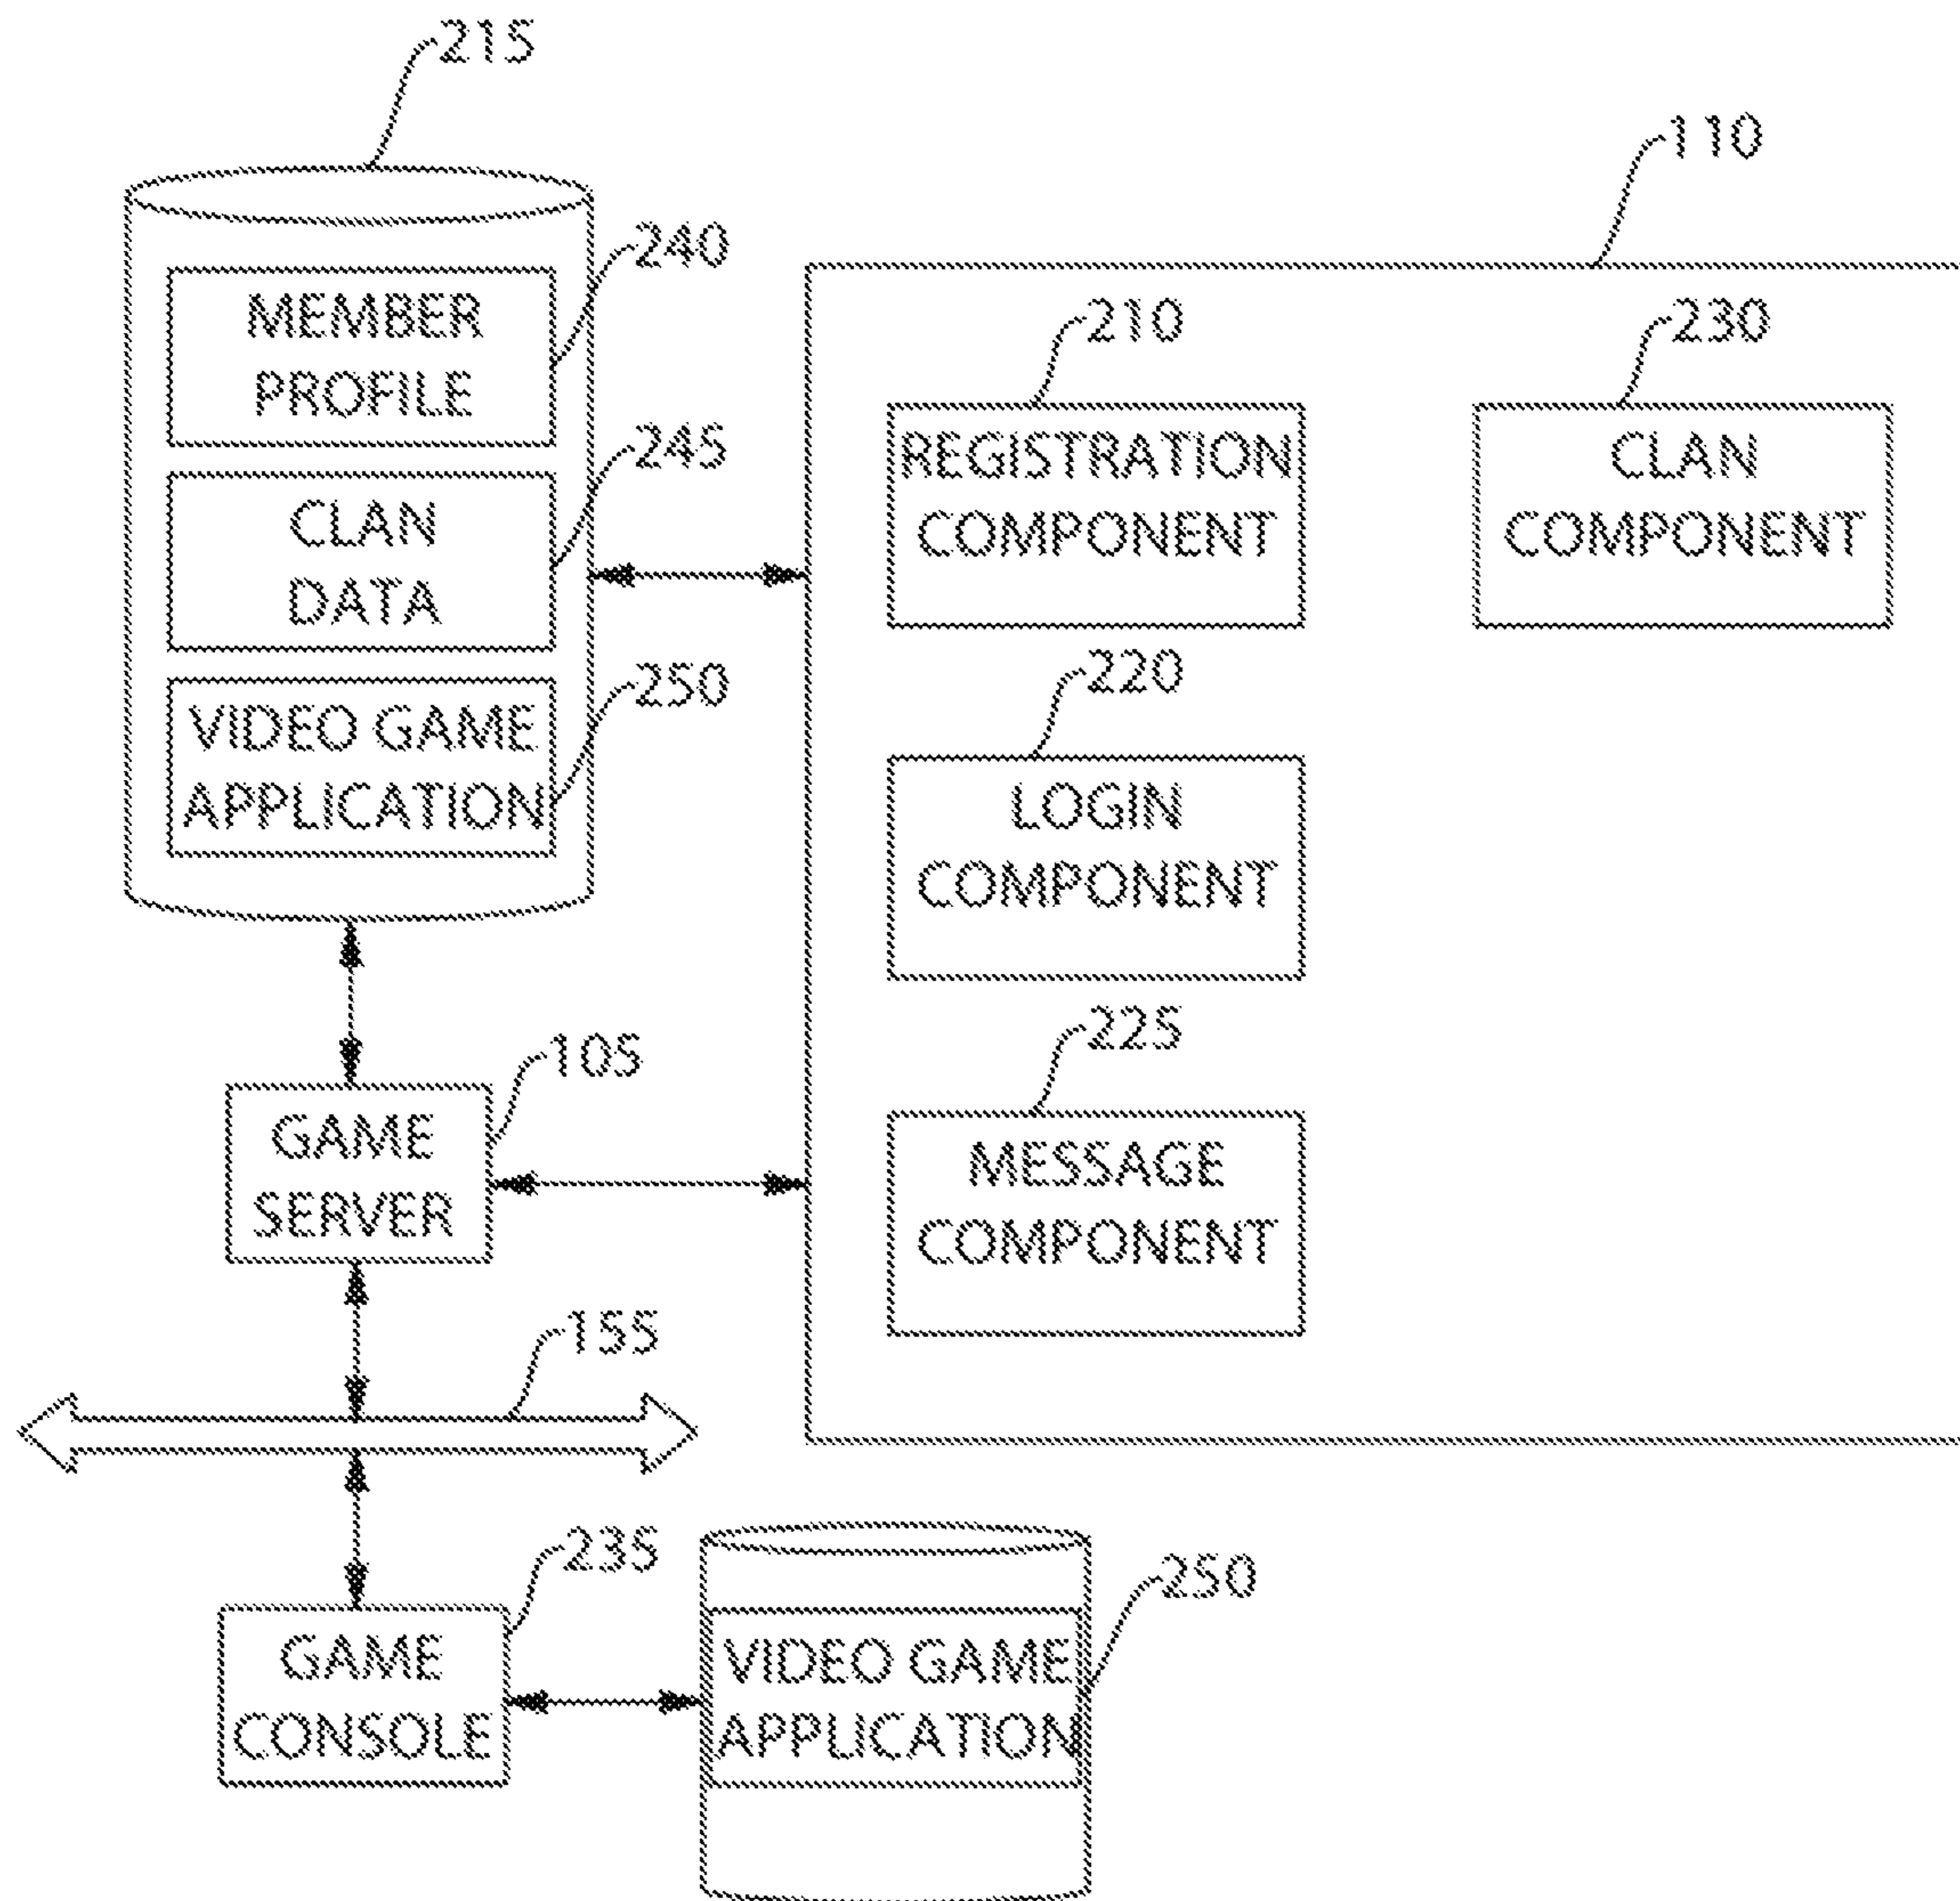 215
110
240
MEMBER
PROFILE
210
230
REGISTRATION
COMPONENT
CLAN
COMPONENT
245
CLAN
DATA
250
VIDEO GAME
APPLICATION
220
LOGIN
COMPONENT
225
MESSAGE
COMPONENT
105
GAME
SERVER
155
235
GAME
CONSOLE
250
VIDEO GAME
APPLICATION